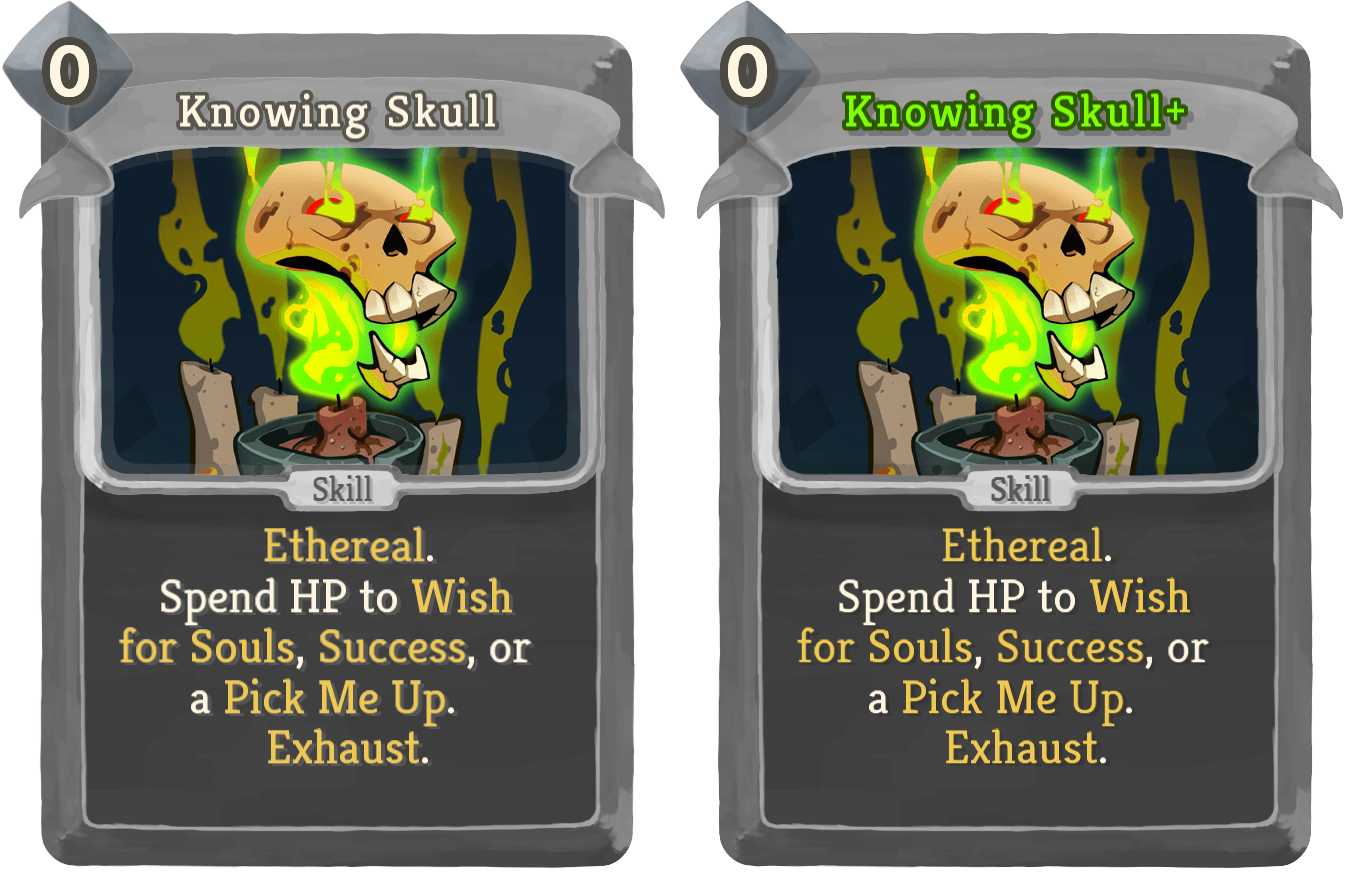 0
Knowing Skull
Skill
Ethereal.
Spend HP to Wish
for Souls, Success, or
a Pick Me Up.
Exhaust.
0
Knowing Skull+
Skill
Ethereal.
Spend HP to Wish
for Souls, Success, or
a Pick Me Up.
Exhaust.